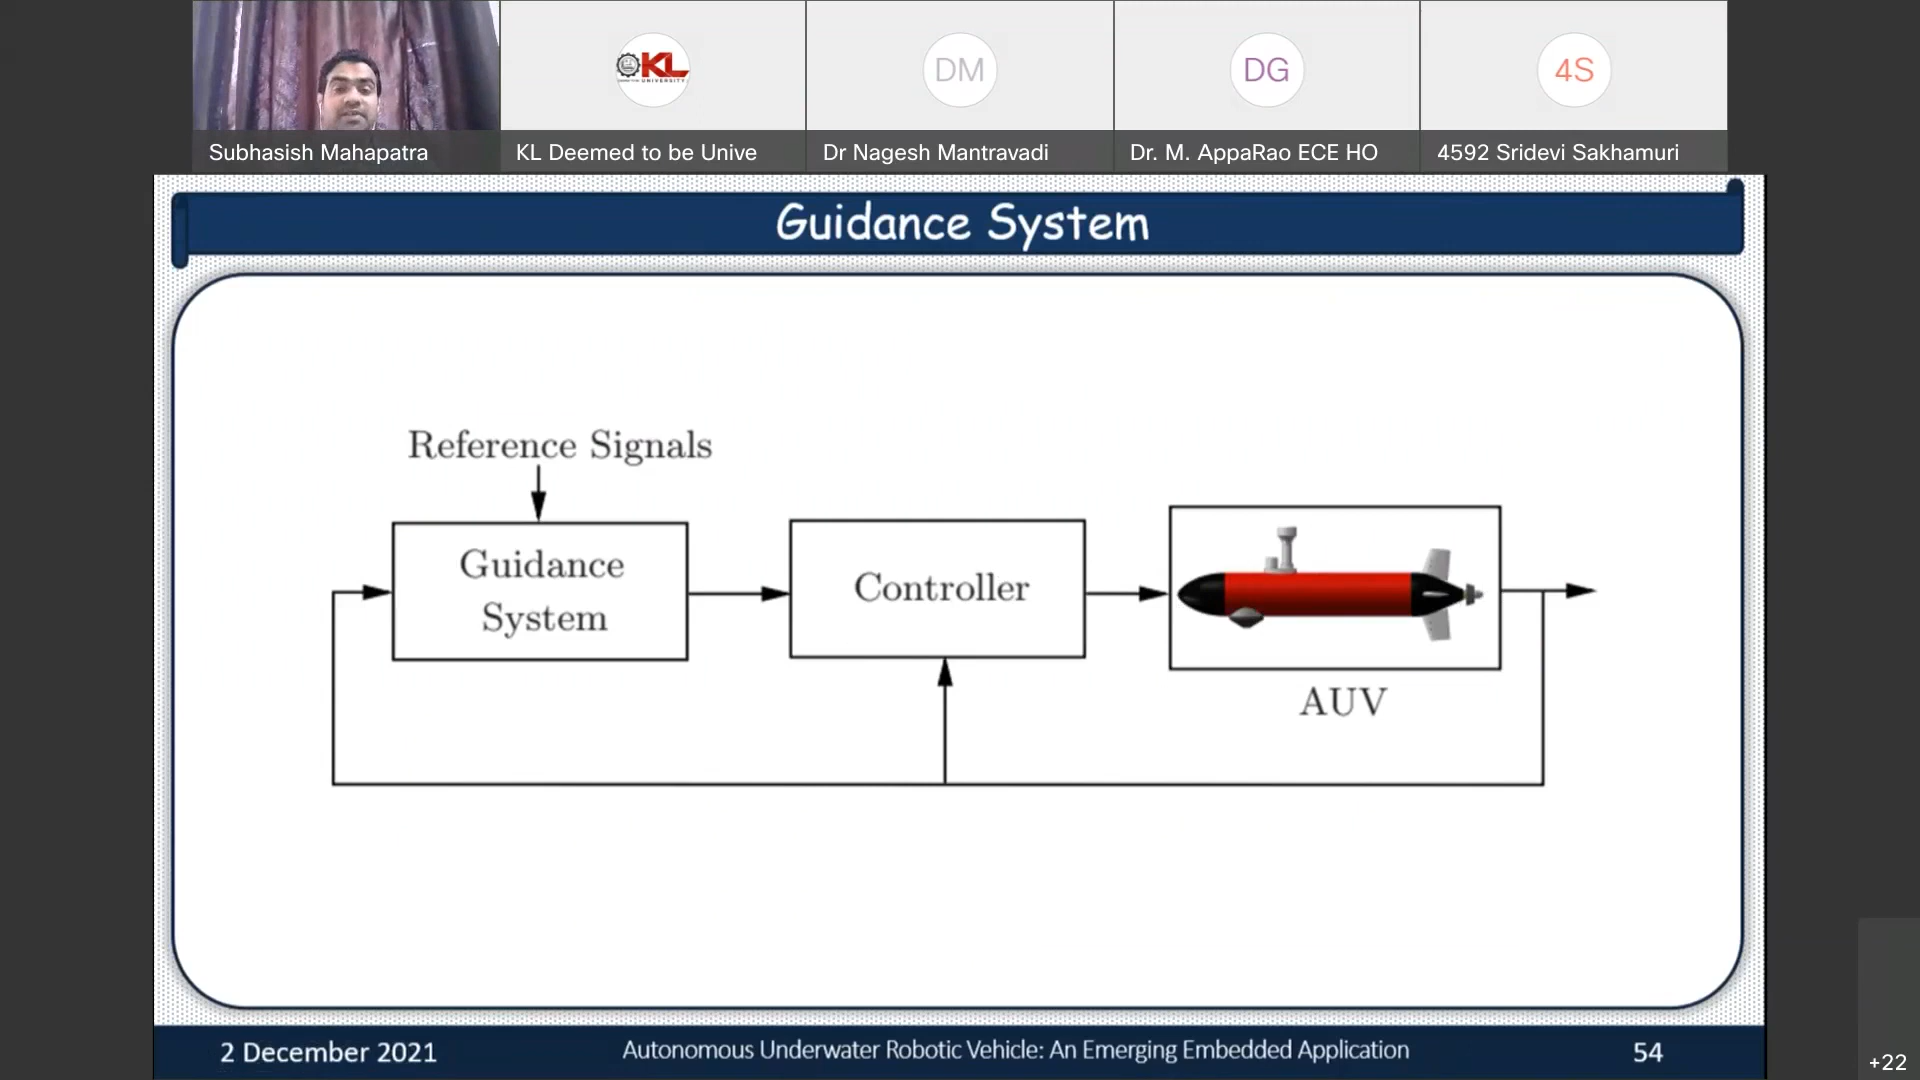 KL
UNIVERSITY
DM
DG
4S
Subhasish Mahapatra
KL Deemed to be Unive
Dr Nagesh Mantravadi
Dr. M. AppaRao ECE HO
4592 Sridevi Sakhamuri
Guidance System
Reference Signals
Guidance
System
Controller
AUV
2 December 2021
Autonomous Underwater Robotic Vehicle: An Emerging Embedded Application
54
+22